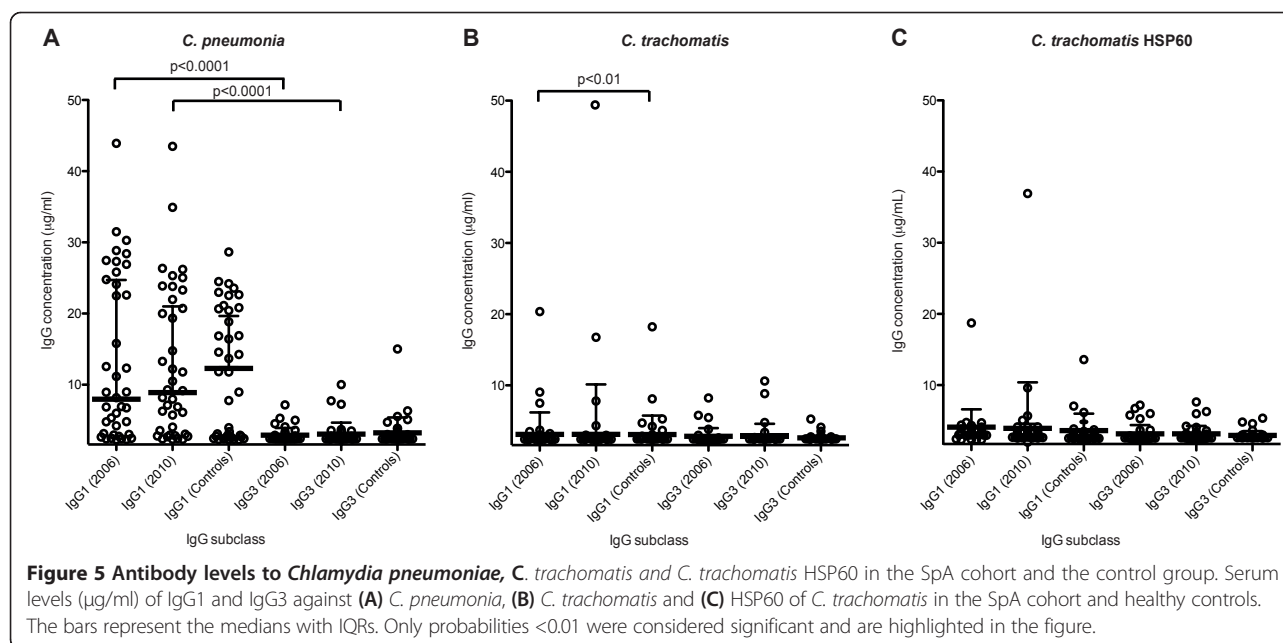 A
C. pneumonia
p<0.0001
p<0.0001
50
40
30
20
10
IgG concentration (μg/ml)
IgG1 (2006)
IgG1 (2010)
IgG1 (Controls)
IgG3 (2006)
IgG3 (2010)
IgG3 (Controls)
IgG subclass
B
C. trachomatis
p<0.01
50
40
30
20
10
IgG concentration (μg/ml)
IgG1 (2006)
IgG1 (2010)
IgG1 (Controls)
IgG3 (2006)
IgG3 (2010)
IgG3 (Controls)
IgG subclass
C
C. trachomatis HSP60
50
40
30
20
10
IgG concentration (μg/mL)
IgG1 (2006)
IgG1 (2010)
IgG1 (Controls)
IgG3 (2006)
IgG3 (2010)
IgG3 (Controls)
IgG subclass
Figure 5 Antibody levels to Chlamydia pneumoniae, C. trachomatis and C. trachomatis HSP60 in the SpA cohort and the control group. Serum
levels (μg/ml) of IgG1 and IgG3 against (A) C. pneumonia, (B) C. trachomatis and (C) HSP60 of C. trachomatis in the SpA cohort and healthy controls.
The bars represent the medians with IQRs. Only probabilities <0.01 were considered significant and are highlighted in the figure.